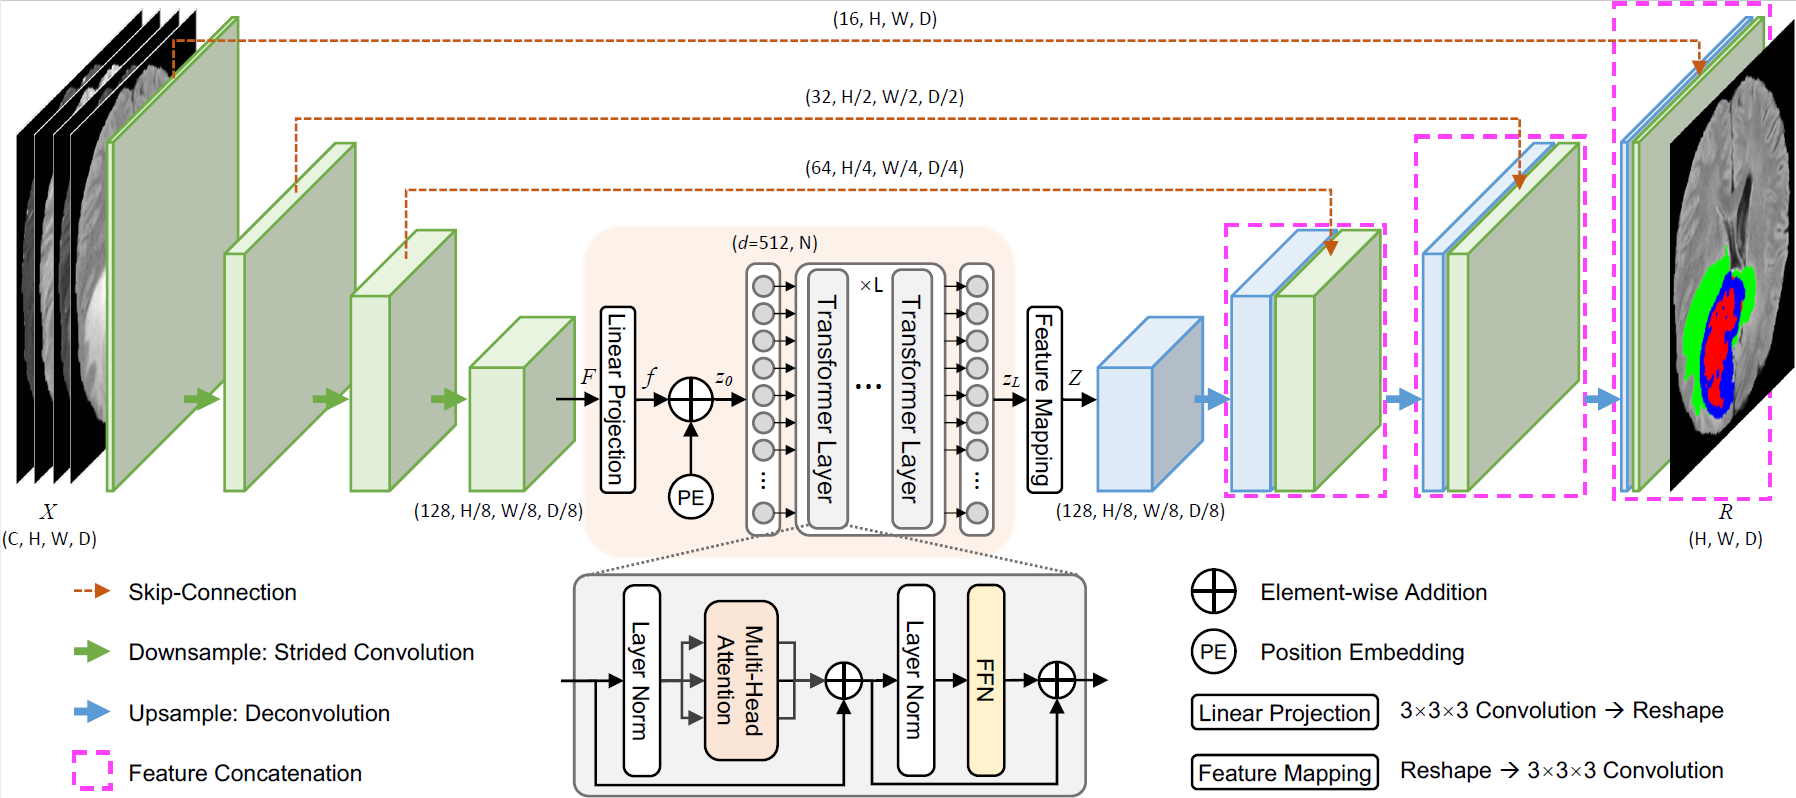 (16, H, W, D)
(32, H/2, W/2, D/2)
(64, H/4, W/4, D/4)
(d=512, N)
×L
F
Linear Projection
f
z0
PE
Transformer Layer
...
Transformer Layer
...
...
zL
Feature Mapping
Z
X
(C, H, W, D)
(128, H/8, W/8, D/8)
(128, H/8, W/8, D/8)
R
(H, W, D)
Layer Norm
Multi-Head
Attention
Layer Norm
FFN
Skip-Connection
Downsample: Strided Convolution
Upsample: Deconvolution
Feature Concatenation
Element-wise Addition
PE Position Embedding
Linear Projection 3×3×3 Convolution → Reshape
Feature Mapping Reshape → 3×3×3 Convolution